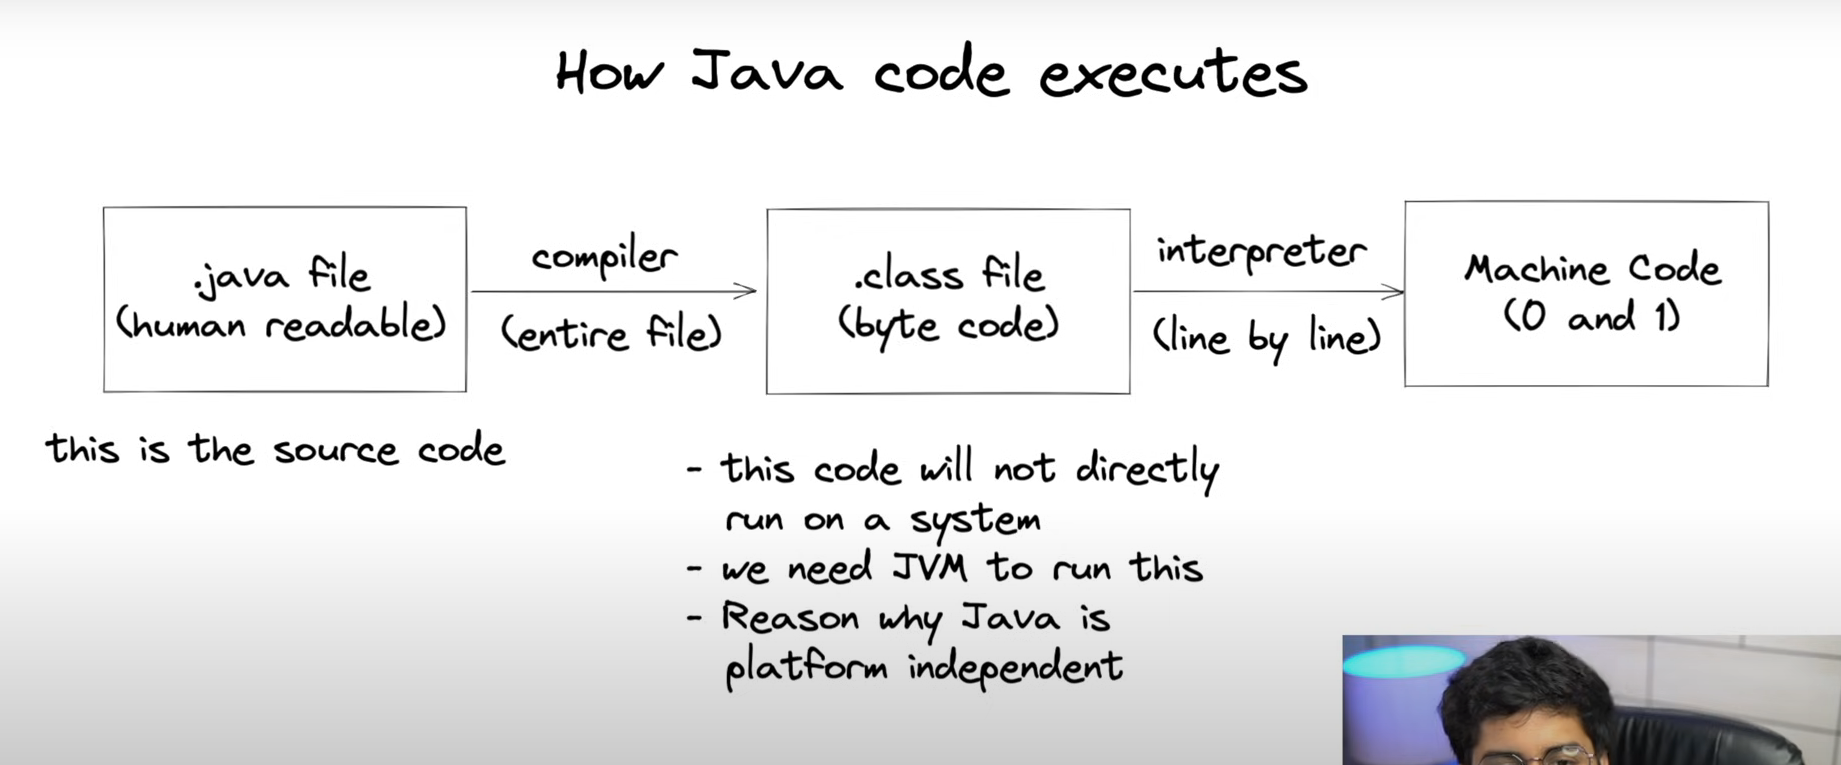 How Java code executes
.java file
(human readable)
compiler
(entire file)
.class file
(byte code)
interpreter
(line by line)
Machine Code
(0 and 1)
this is the source code
- this code will not directly
run on a system
- we need JVM to run this
- Reason why Java is
platform independent